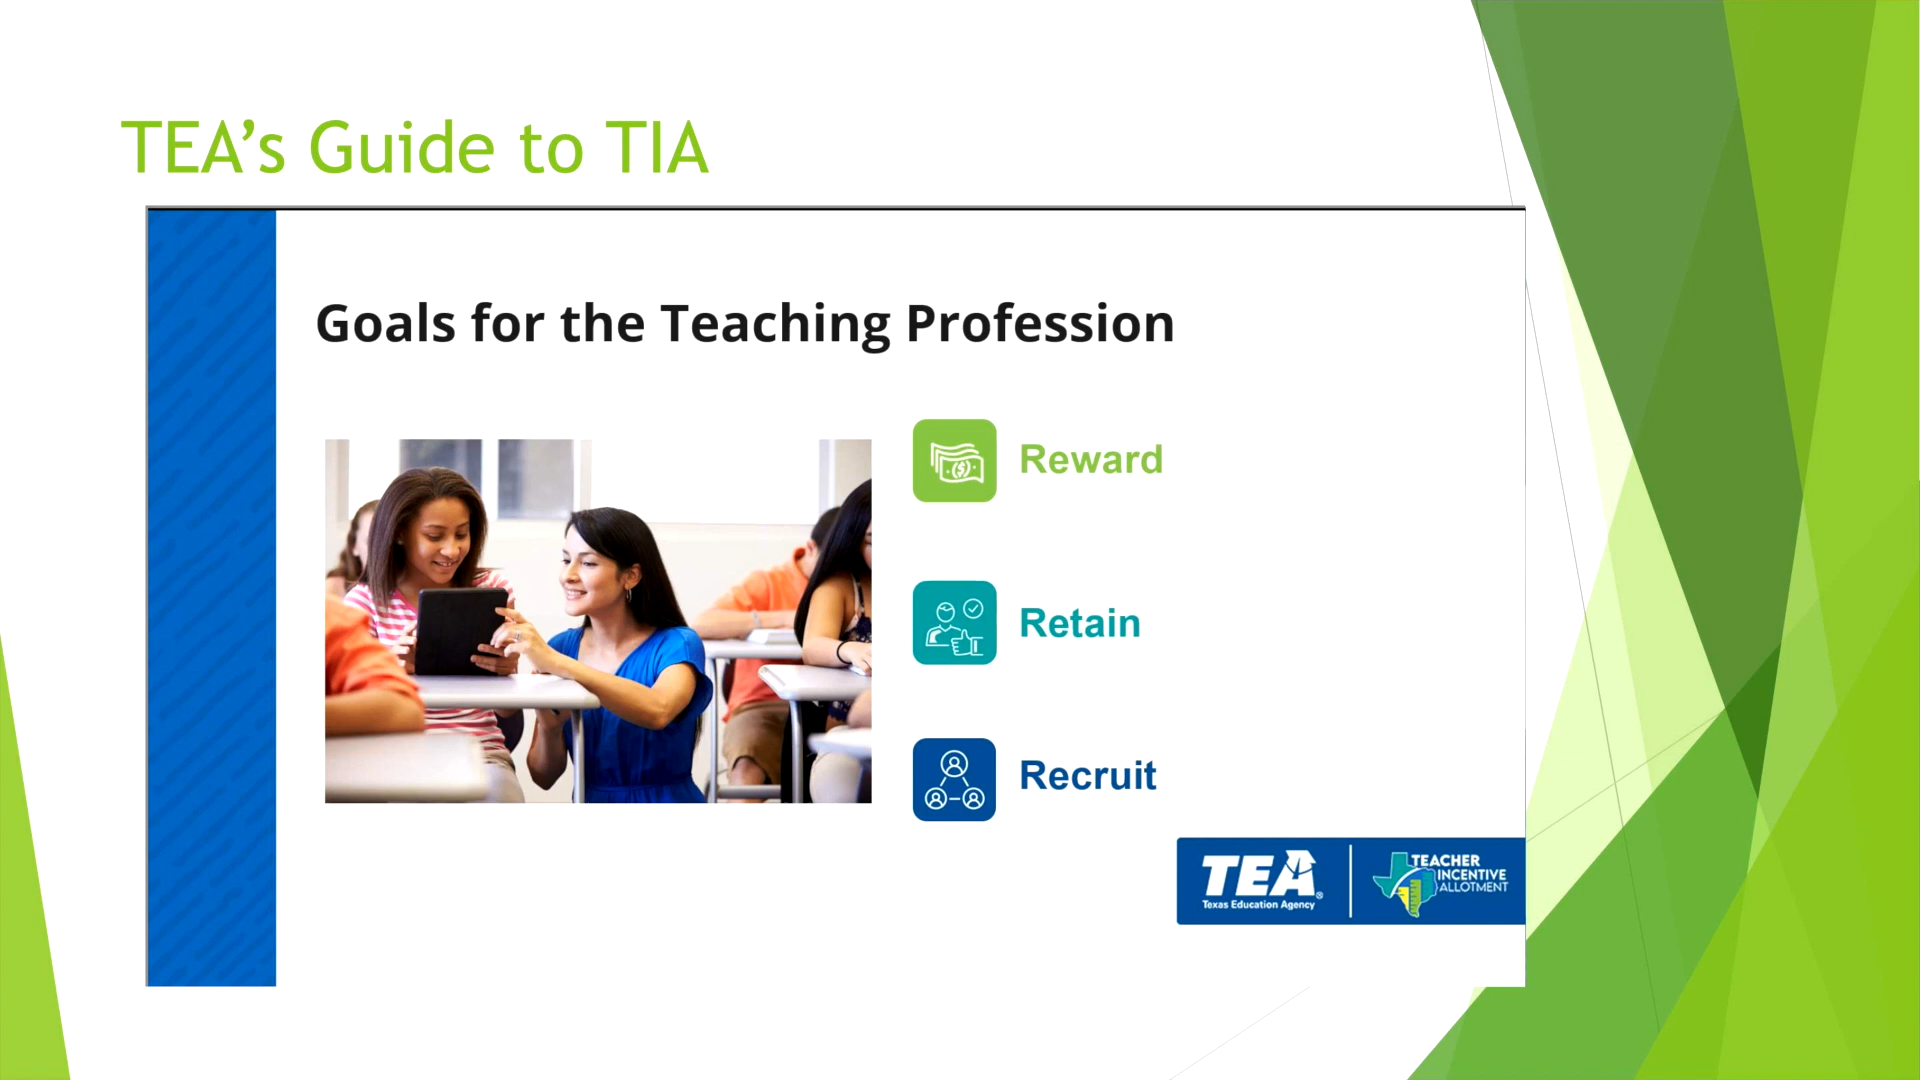 TEA’s Guide to TIA
Goals for the Teaching Profession
Reward
Retain
Recruit
TEA®
Texas Education Agency
TEACHER
INCENTIVE
ALLOTMENT